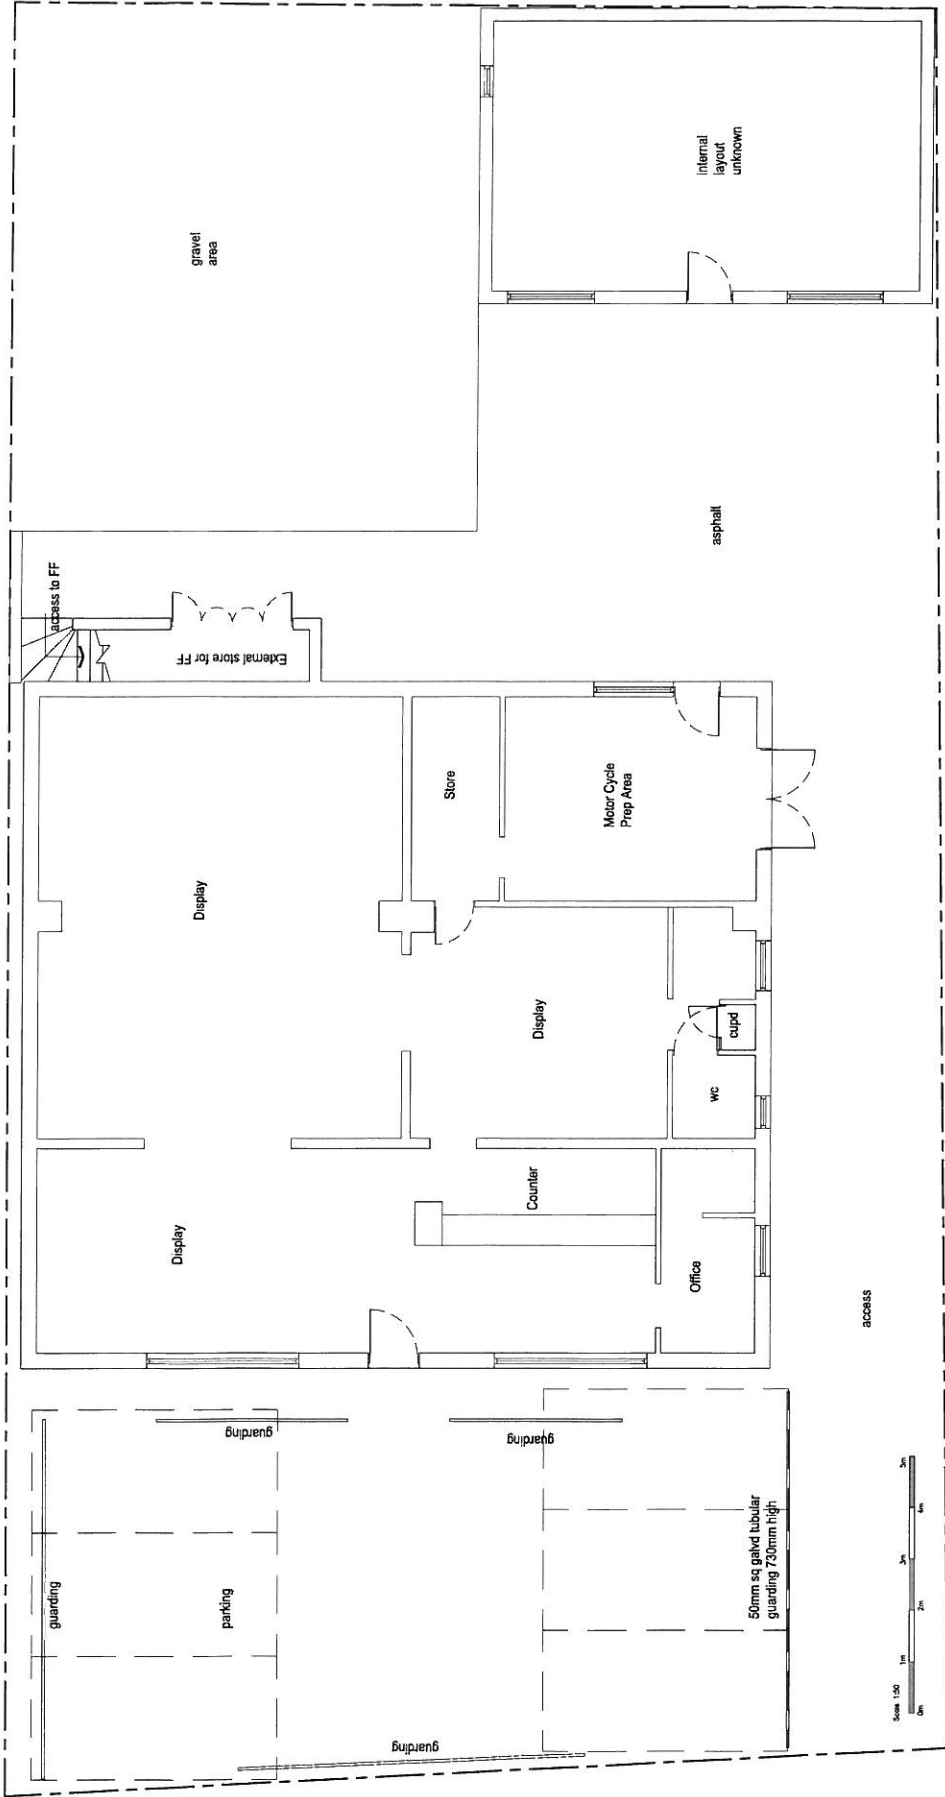 gravel
area
internal
layout
unknown
access to FF
External store for FF
asphalt
Store
Motor Cycle
Prep Area
Display
Display
cupd
wc
Display
Counter
Office
access
guarding
guarding
guarding
parking
50mm sq galvd tubular
guarding 730mm high
guarding
Scale 1:50
0m 1m 2m 3m 4m 5m